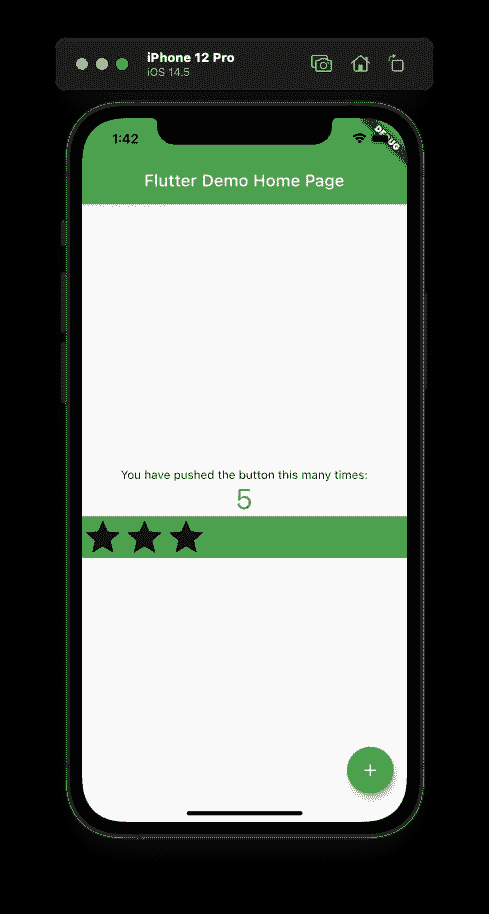 iPhone 12 Pro
iOS 14.5
1:42
DEBUG
Flutter Demo Home Page
You have pushed the button this many times:
5
+